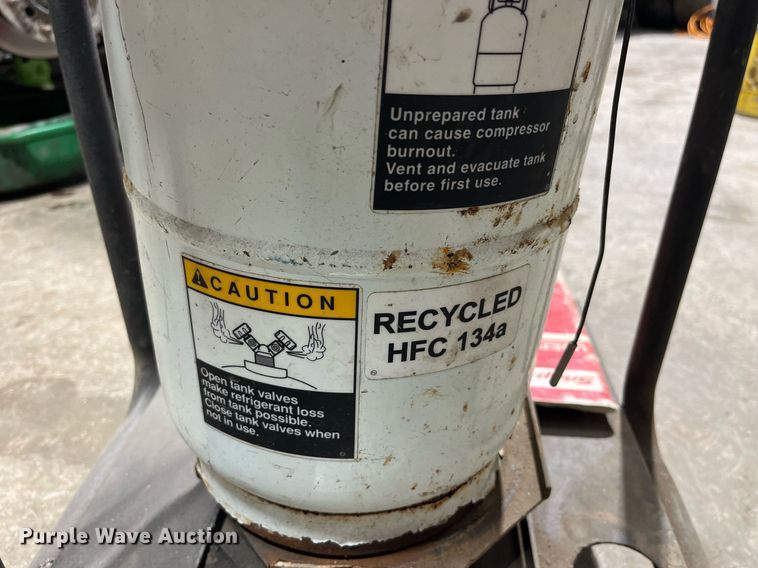 Unprepared tank
can cause compressor
burnout.
Vent and evacuate tank
before first use.
CAUTION
Open tank valves
make refrigerant loss
from tank possible.
Close tank valves when
not in use.
RECYCLED
HFC 134a
Purple Wave Auction